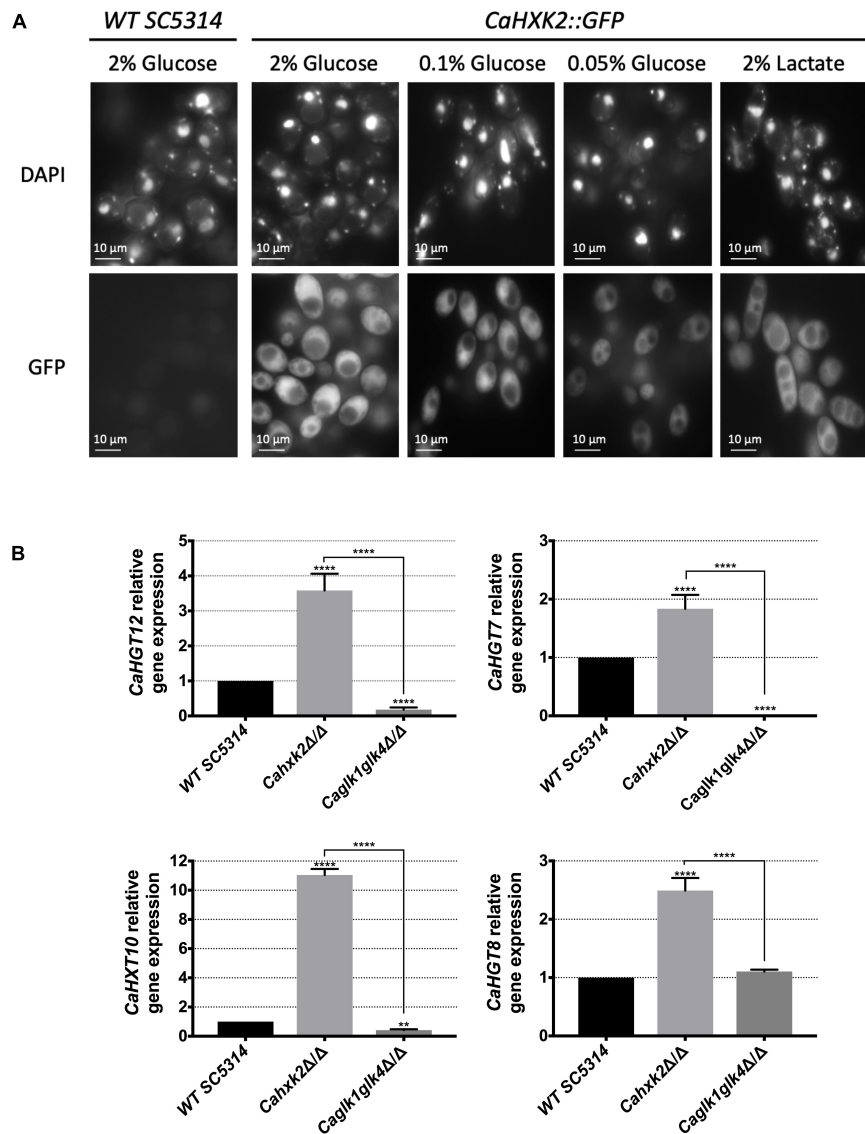 A
WT SC5314 CaHXK2::GFP
2% Glucose 2% Glucose 0.1% Glucose 0.05% Glucose 2% Lactate
DAPI
10 µm 10 µm 10 µm 10 µm 10 µm
GFP
10 µm 10 µm 10 µm 10 µm 10 µm
B
CaHGT12 relative
gene expression
5
4
3
2
1
0
****
****
****
WT SC5314
Cahxk2Δ/Δ
Caglk1glk4Δ/Δ
CaHGT7 relative
gene expression
3
2
1
0
****
****
****
WT SC5314
Cahxk2Δ/Δ
Caglk1glk4Δ/Δ
CaHXT10 relative
gene expression
12
10
8
6
4
2
0
****
****
**
WT SC5314
Cahxk2Δ/Δ
Caglk1glk4Δ/Δ
CaHGT8 relative
gene expression
3
2
1
0
****
****
WT SC5314
Cahxk2Δ/Δ
Caglk1glk4Δ/Δ